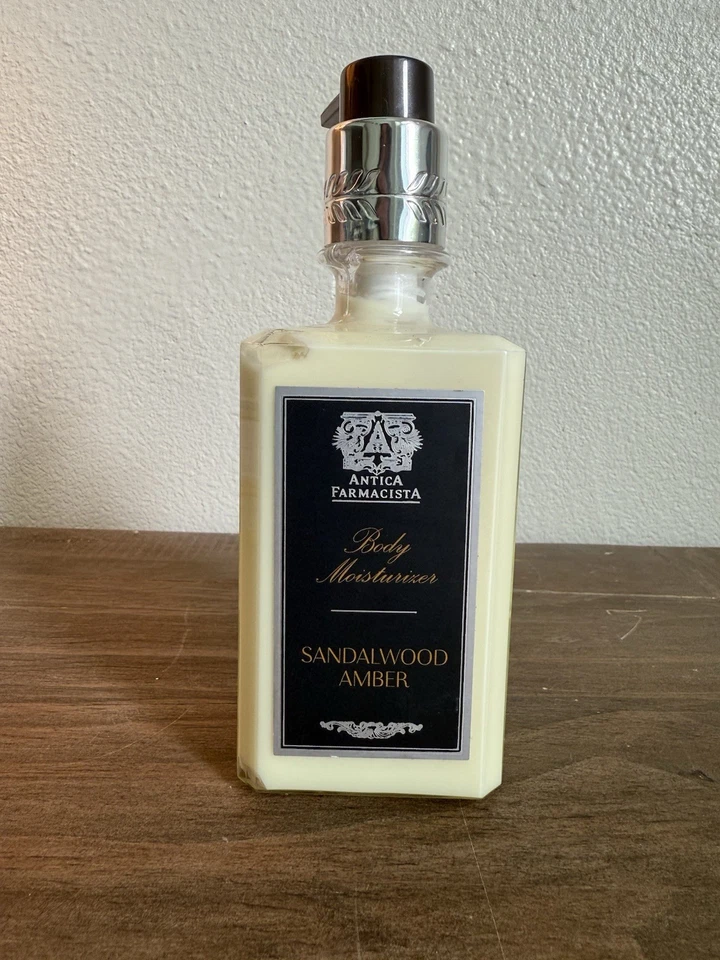 A
ANTICA
FARMACISTA
Body
Moisturizer
SANDALWOOD
AMBER